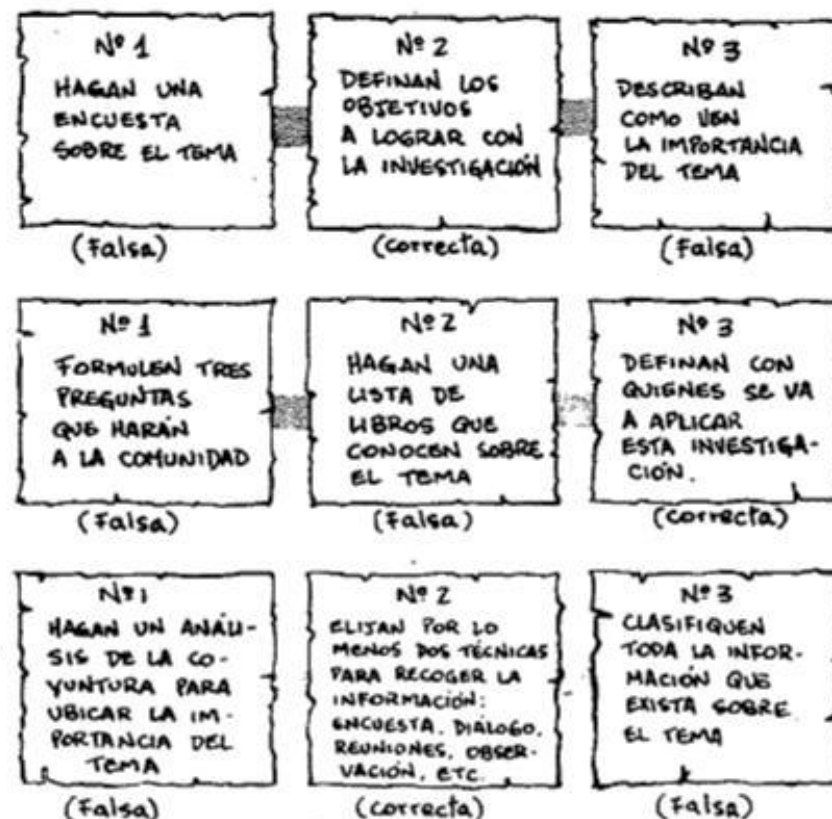 Nº 1
HAGAN UNA
ENCUESTA
SOBRE EL TEMA
(Falsa)
Nº 2
DEFINAN LOS
OBJETIVOS
A LOGRAR CON
LA INVESTIGACIÓN
(correcta)
Nº 3
DESCRIBAN
COMO VEN
LA IMPORTANCIA
DEL TEMA
(Falsa)
Nº 1
FORMULEN TRES
PREGUNTAS
QUE HARÁN
A LA COMUNIDAD
(Falsa)
Nº 2
HAGAN UNA
LISTA DE
LIBROS QUE
CONOCEN SOBRE
EL TEMA
(Falsa)
Nº 3
DEFINAN CON
QUIENES SE VA
A APLICAR
ESTA INVESTIGA-
CIÓN.
(correcta)
Nº 1
HAGAN UN ANÁLI-
SIS DE LA CO-
YUNTURA PARA
UBICAR LA IM-
PORTANCIA DEL
TEMA
(Falsa)
Nº 2
ELIJAN POR LO
MENOS DOS TÉCNICAS
PARA RECOGER LA
INFORMACIÓN:
ENCUESTA, DIÁLOGO,
REUNIONES, OBSER-
VACIÓN, ETC.
(correcta)
Nº 3
CLASIFIQUEN
TODA LA INFOR-
MACIÓN QUE
EXISTA SOBRE
EL TEMA
(Falsa)